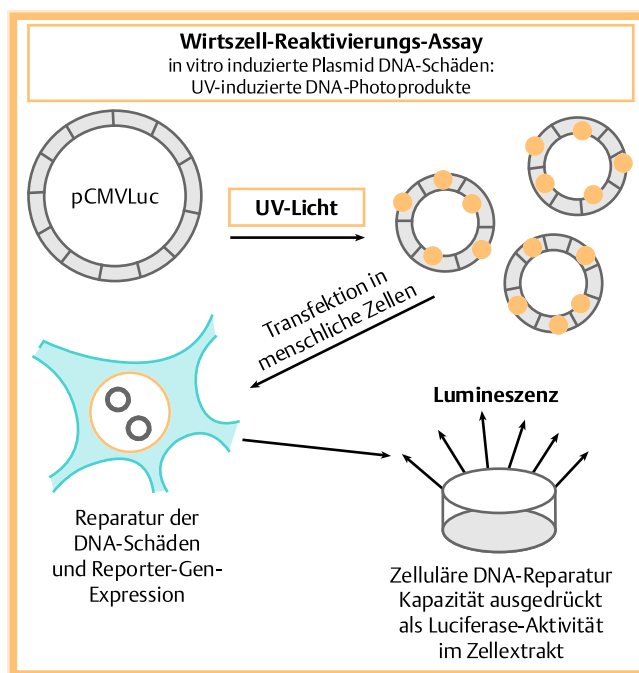 Wirtszell-Reaktivierungs-Assay
in vitro induzierte Plasmid DNA-Schäden:
UV-induzierte DNA-Photoprodukte
pCMVLuc
UV-Licht
Transfektion in
menschliche Zellen
Lumineszenz
Reparatur der
DNA-Schäden
und Reporter-Gen-
Expression
Zelluläre DNA-Reparatur
Kapazität ausgedrückt
als Luciferase-Aktivität
im Zellextrakt